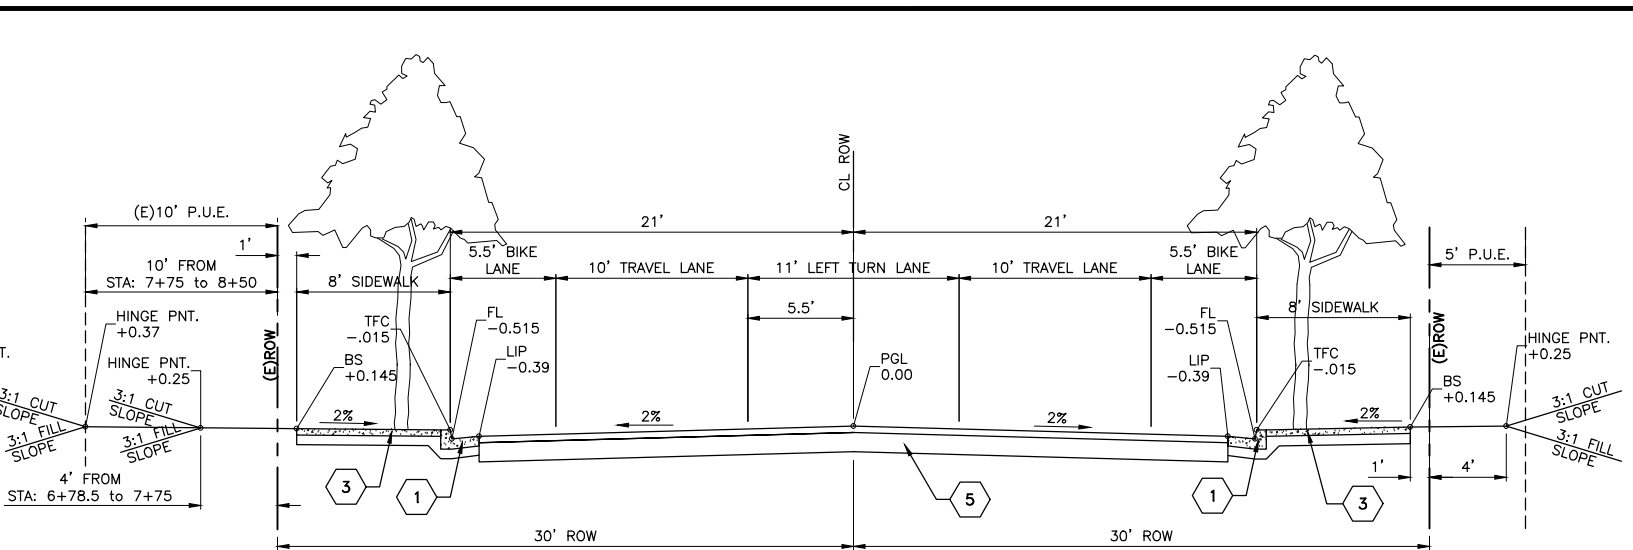 CL ROW
(E)10' P.U.E.
21'
21'
1'
5.5' BIKE
LANE
5.5' BIKE
LANE
5' P.U.E.
10' FROM
STA: 7+75 to 8+50
8' SIDEWALK
10' TRAVEL LANE
11' LEFT TURN LANE
10' TRAVEL LANE
8' SIDEWALK
5.5'
HINGE PNT.
+0.37
TFC
-.015
FL
-0.515
FL
-0.515
(E)ROW
(E)ROW
HINGE PNT.
+0.25
T.
HINGE PNT.
+0.25
BS
+0.145
LIP
-0.39
PGL
0.00
LIP
-0.39
TFC
-.015
BS
+0.145
3:1 CUT
SLOPE
3:1 FILL
SLOPE
3:1 CUT
SLOPE
3:1 FILL
SLOPE
2%
2%
2%
2%
3:1 CUT
SLOPE
3:1 FILL
SLOPE
4' FROM
STA: 6+78.5 to 7+75
3
1
5
1
3
1'
4'
30' ROW
30' ROW